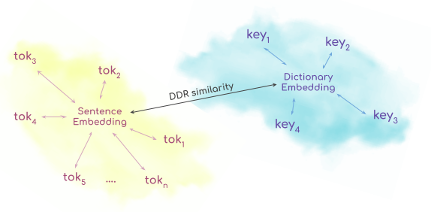 tok3
tok2
tok4
Sentence
Embedding
tok1
tok5
....
tokn
DDR similarity
key1
key2
Dictionary
Embedding
key3
key4